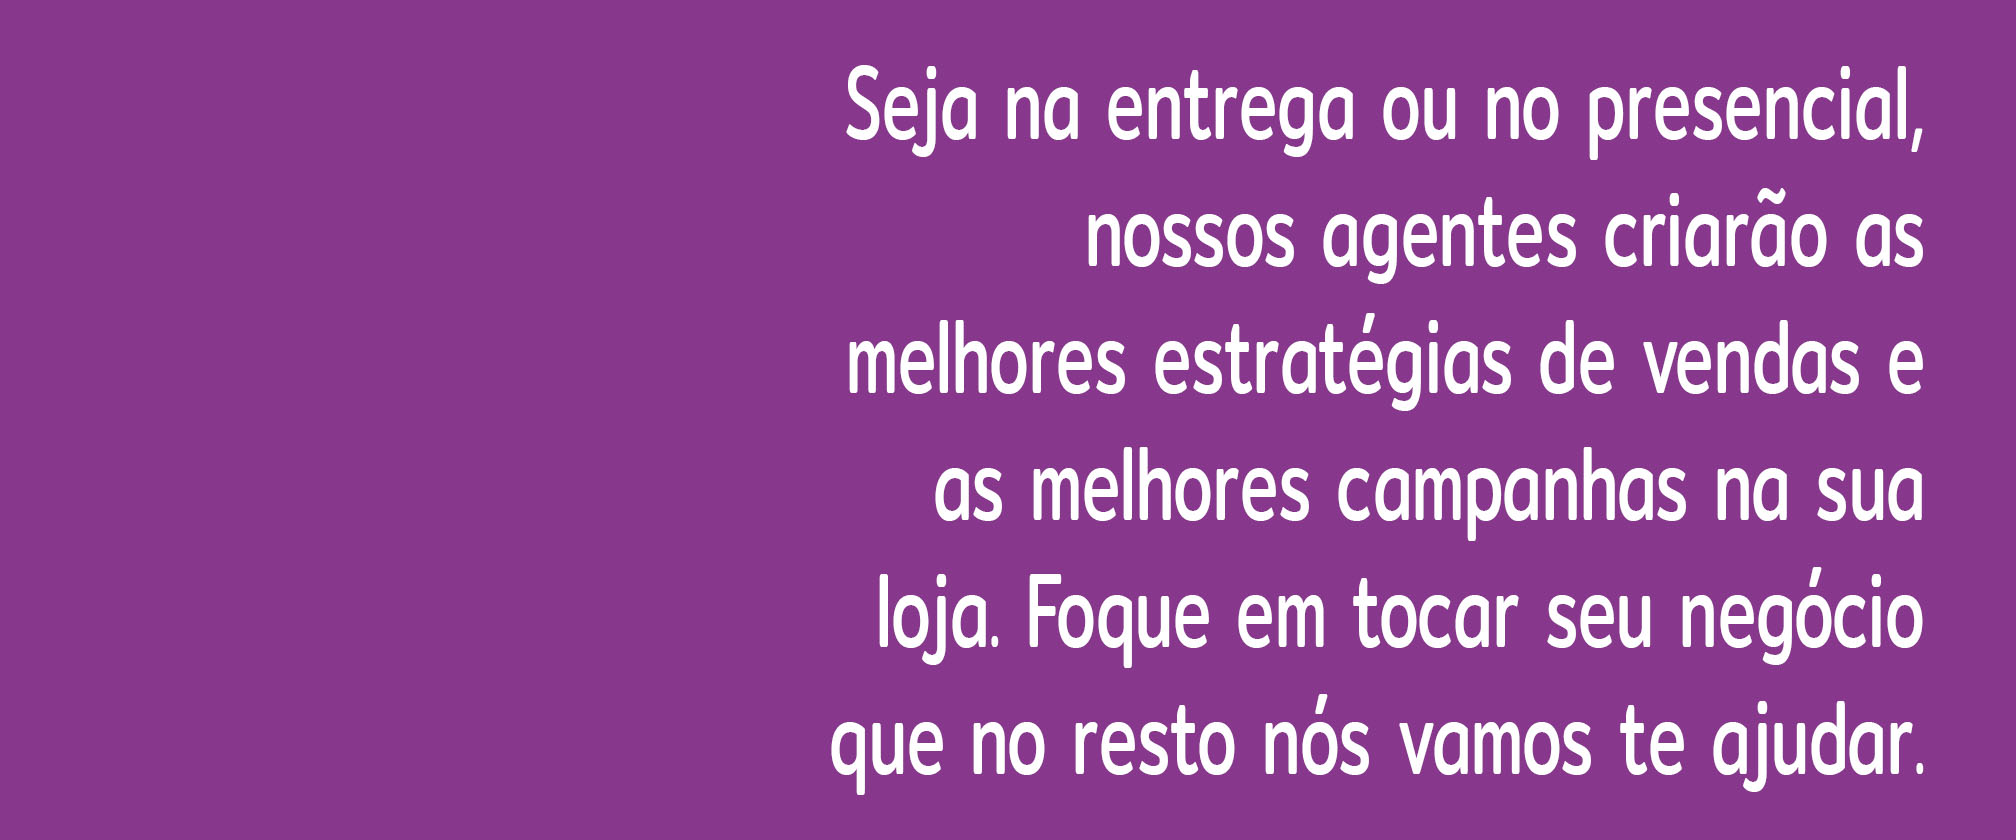 Seja na entrega ou no presencial,
nossos agentes criarão as
melhores estratégias de vendas e
as melhores campanhas na sua
loja. Foque em tocar seu negócio
que no resto nós vamos te ajudar.